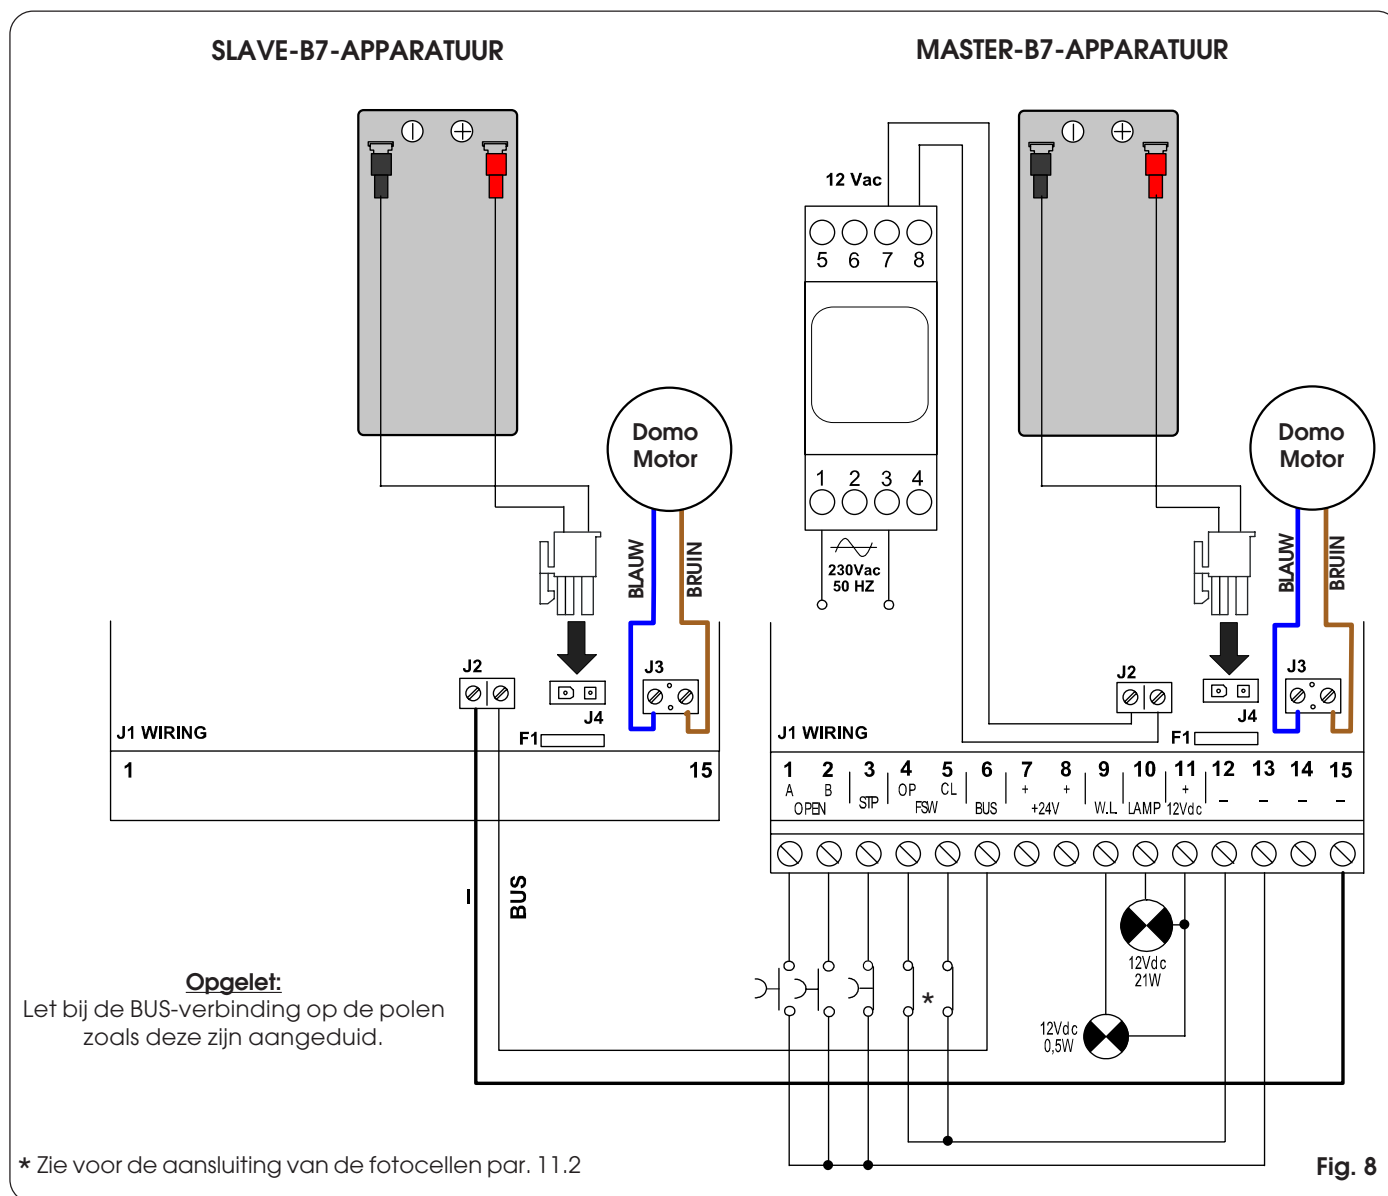 SLAVE-B7-APPARATUUR
MASTER-B7-APPARATUUR
12 Vac
5 6 7 8
1 2 3 4
230Vac
50 HZ
Domo
Motor
BLAUW
BRUIN
J2
J3
J4
F1
J1 WIRING
1 15
Domo
Motor
BLAUW
BRUIN
J2
J3
J4
F1
J1 WIRING
1 2 3 4 5 6 7 8 9 10 11 12 13 14 15
A B OP CL + + + – – – –
OPEN STP FSW BUS +24V W.L. LAMP 12Vdc
–
BUS
12Vdc
21W
*
12Vdc
0,5W
Opgelet:
Let bij de BUS-verbinding op de polen
zoals deze zijn aangeduid.
* Zie voor de aansluiting van de fotocellen par. 11.2
Fig. 8